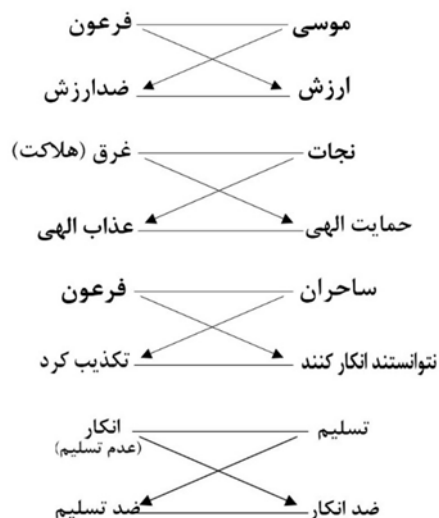 موسی فرعون
ارزش ضدارزش
نجات غرق (هلاکت)
حمایت الهی عذاب الهی
ساحران فرعون
نتوانستند انکار کنند تکذیب کرد
تسلیم انکار
(عدم تسلیم)
ضد انکار ضد تسلیم